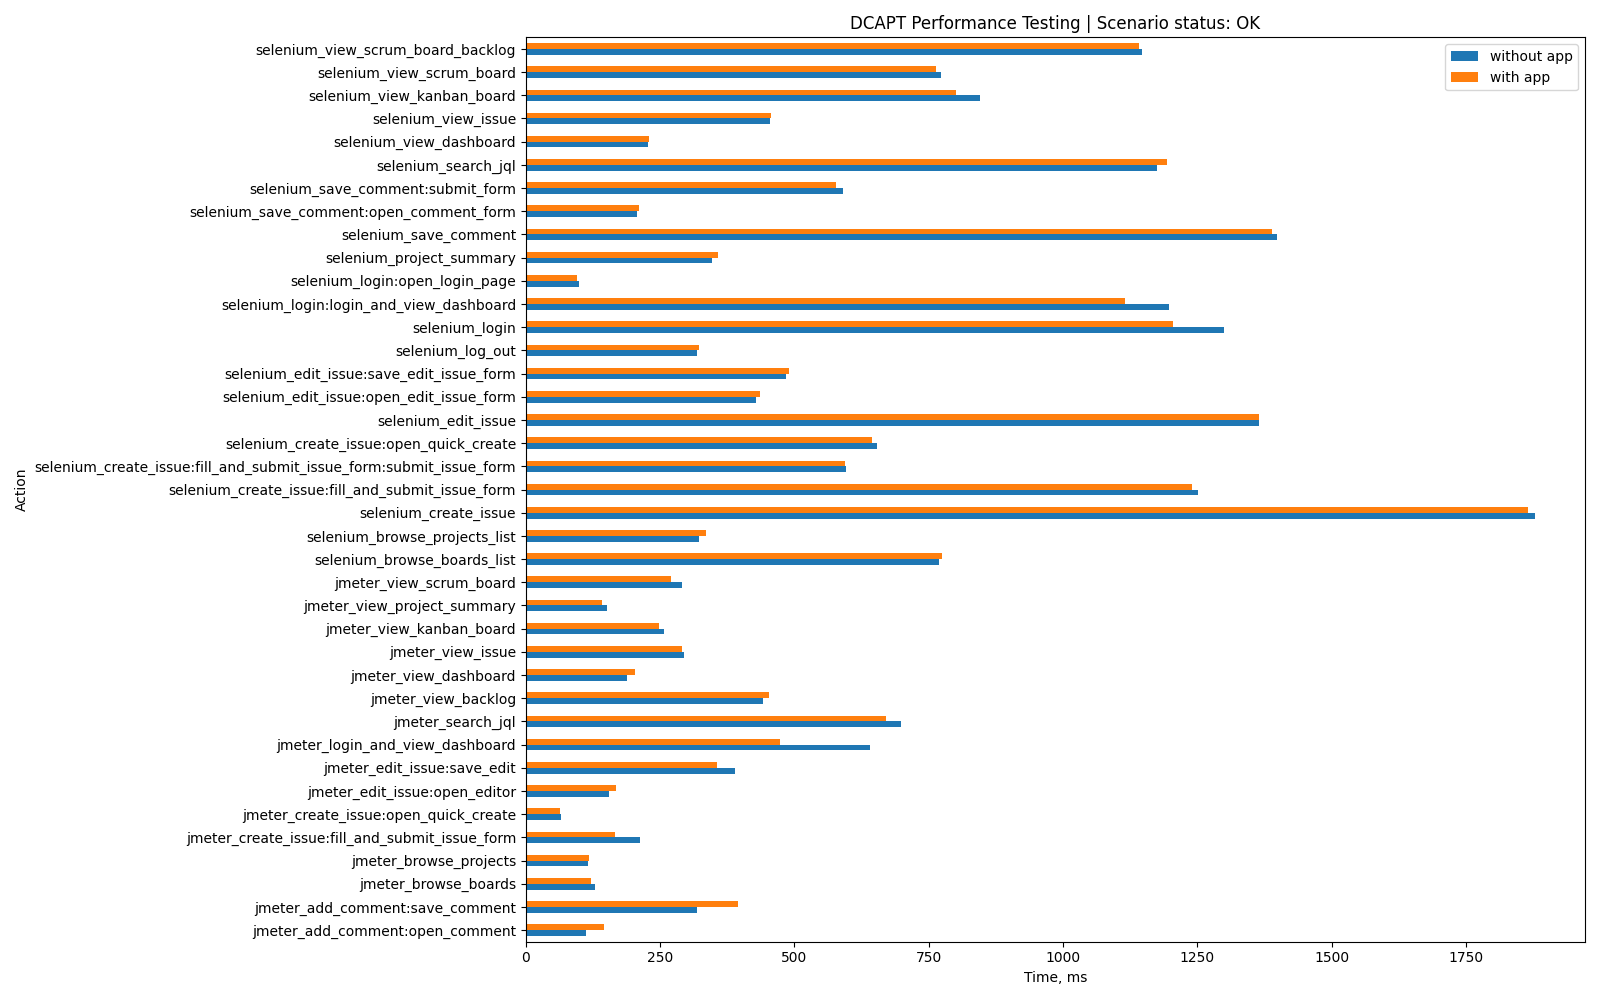 DCAPT Performance Testing | Scenario status: OK
without app
with app
selenium_view_scrum_board_backlog
selenium_view_scrum_board
selenium_view_kanban_board
selenium_view_issue
selenium_view_dashboard
selenium_search_jql
selenium_save_comment:submit_form
selenium_save_comment:open_comment_form
selenium_save_comment
selenium_project_summary
selenium_login:open_login_page
selenium_login:login_and_view_dashboard
selenium_login
selenium_log_out
selenium_edit_issue:save_edit_issue_form
selenium_edit_issue:open_edit_issue_form
selenium_edit_issue
selenium_create_issue:open_quick_create
selenium_create_issue:fill_and_submit_issue_form:submit_issue_form
selenium_create_issue:fill_and_submit_issue_form
selenium_create_issue
selenium_browse_projects_list
selenium_browse_boards_list
jmeter_view_scrum_board
jmeter_view_project_summary
jmeter_view_kanban_board
jmeter_view_issue
jmeter_view_dashboard
jmeter_view_backlog
jmeter_search_jql
jmeter_login_and_view_dashboard
jmeter_edit_issue:save_edit
jmeter_edit_issue:open_editor
jmeter_create_issue:open_quick_create
jmeter_create_issue:fill_and_submit_issue_form
jmeter_browse_projects
jmeter_browse_boards
jmeter_add_comment:save_comment
jmeter_add_comment:open_comment
Action
0 250 500 750 1000 1250 1500 1750
Time, ms